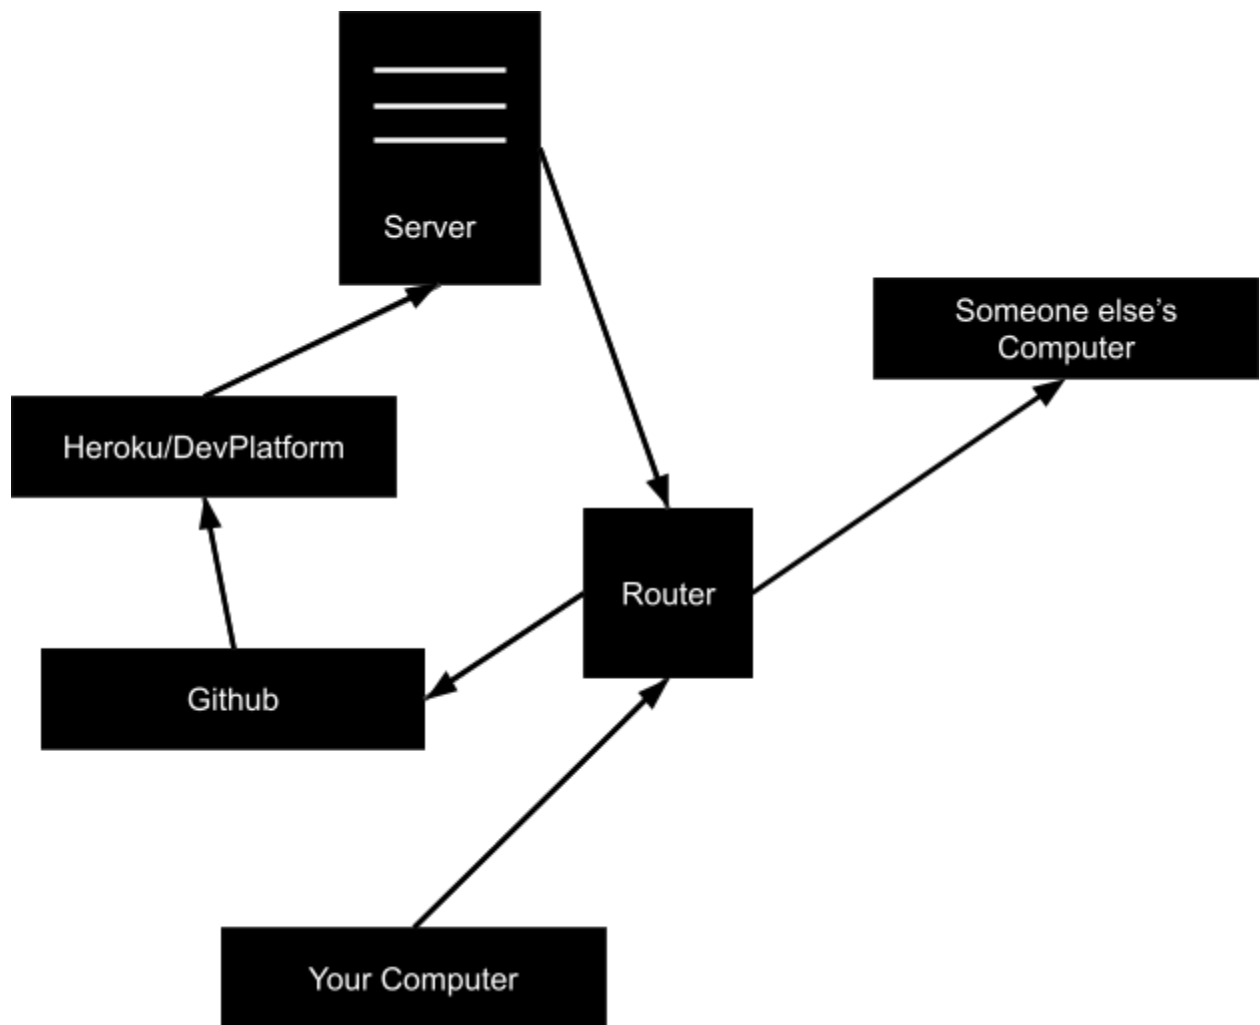 Server
Someone else’s
Computer
Heroku/DevPlatform
Router
Github
Your Computer